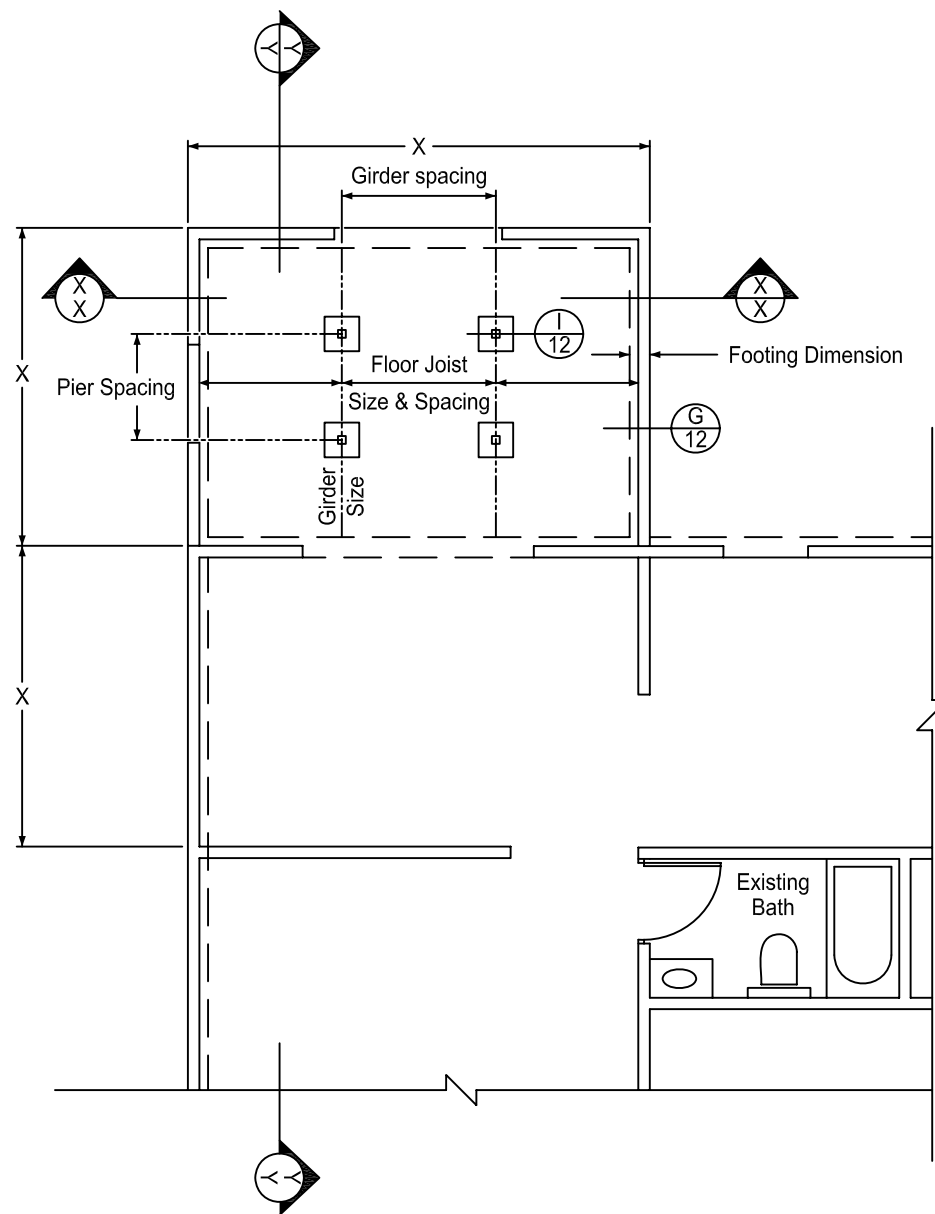 Y
Y
X
Girder spacing
X
X
X
X
I
12
Floor Joist
Footing Dimension
X
Pier Spacing
Size & Spacing
G
12
Girder
Size
X
Existing
Bath
Y
Y